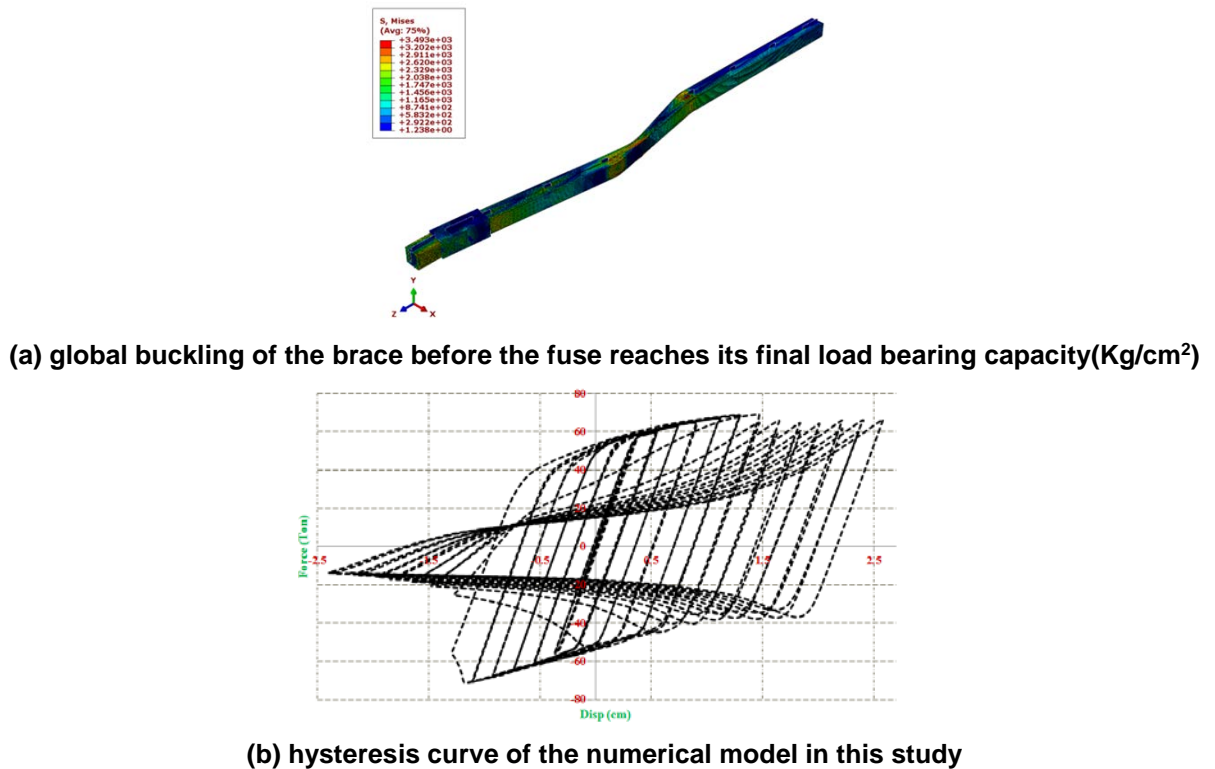 S, Mises
(Avg: 75%)
+3.493e+03
+3.202e+03
+2.911e+03
+2.620e+03
+2.329e+03
+2.038e+03
+1.747e+03
+1.456e+03
+1.165e+03
+8.741e+02
+5.832e+02
+2.922e+02
+1.238e+00
Y
Z X
(a) global buckling of the brace before the fuse reaches its final load bearing capacity(Kg/cm²)
80
60
40
20
0
-2.5 0.5 0.5 1.5 2.5
-40
-60
-80
Force (Ton)
Disp (cm)
(b) hysteresis curve of the numerical model in this study